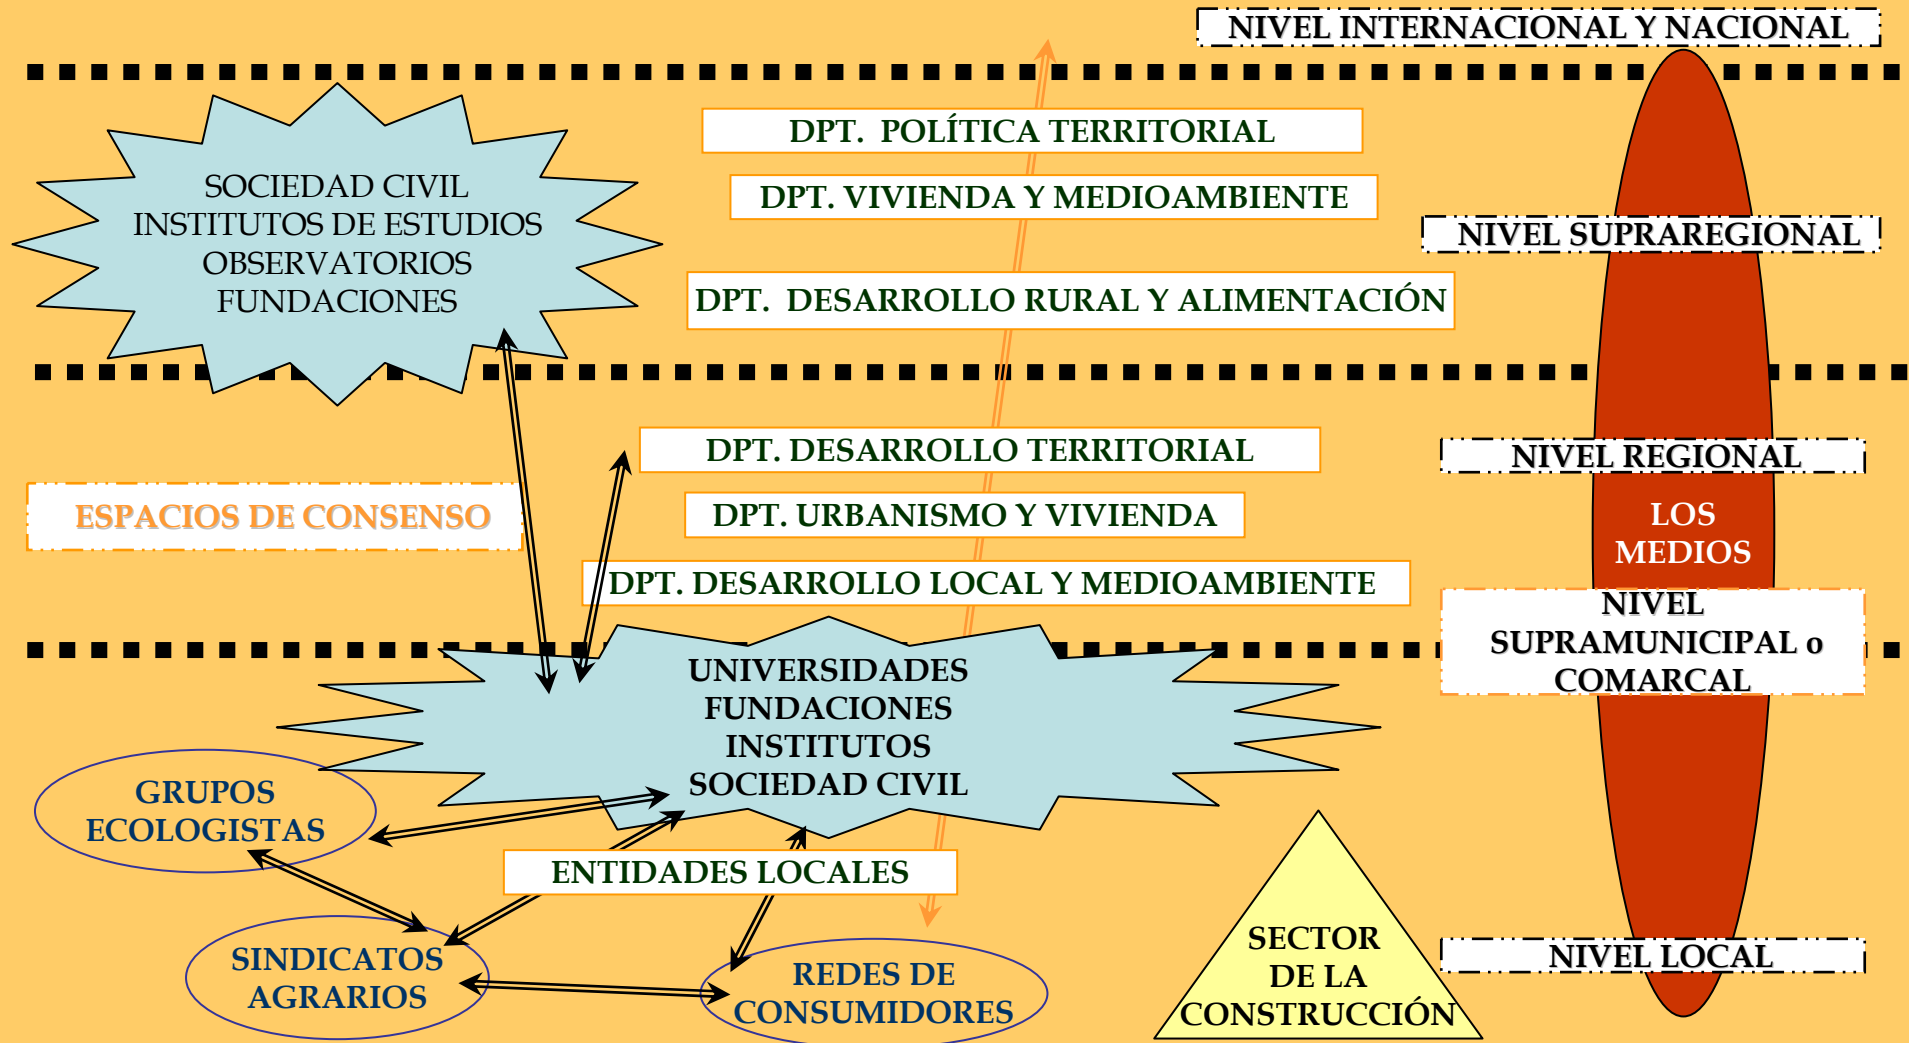 NIVEL INTERNACIONAL Y NACIONAL
DPT. POLÍTICA TERRITORIAL
SOCIEDAD CIVIL
INSTITUTOS DE ESTUDIOS
OBSERVATORIOS
FUNDACIONES
DPT. VIVIENDA Y MEDIOAMBIENTE
NIVEL SUPRAREGIONAL
DPT. DESARROLLO RURAL Y ALIMENTACIÓN
DPT. DESARROLLO TERRITORIAL
NIVEL REGIONAL
ESPACIOS DE CONSENSO
DPT. URBANISMO Y VIVIENDA
LOS
MEDIOS
DPT. DESARROLLO LOCAL Y MEDIOAMBIENTE
NIVEL
SUPRAMUNICIPAL o
COMARCAL
UNIVERSIDADES
FUNDACIONES
INSTITUTOS
SOCIEDAD CIVIL
GRUPOS
ECOLOGISTAS
ENTIDADES LOCALES
SINDICATOS
AGRARIOS
REDES DE
CONSUMIDORES
SECTOR
DE LA
CONSTRUCCIÓN
NIVEL LOCAL